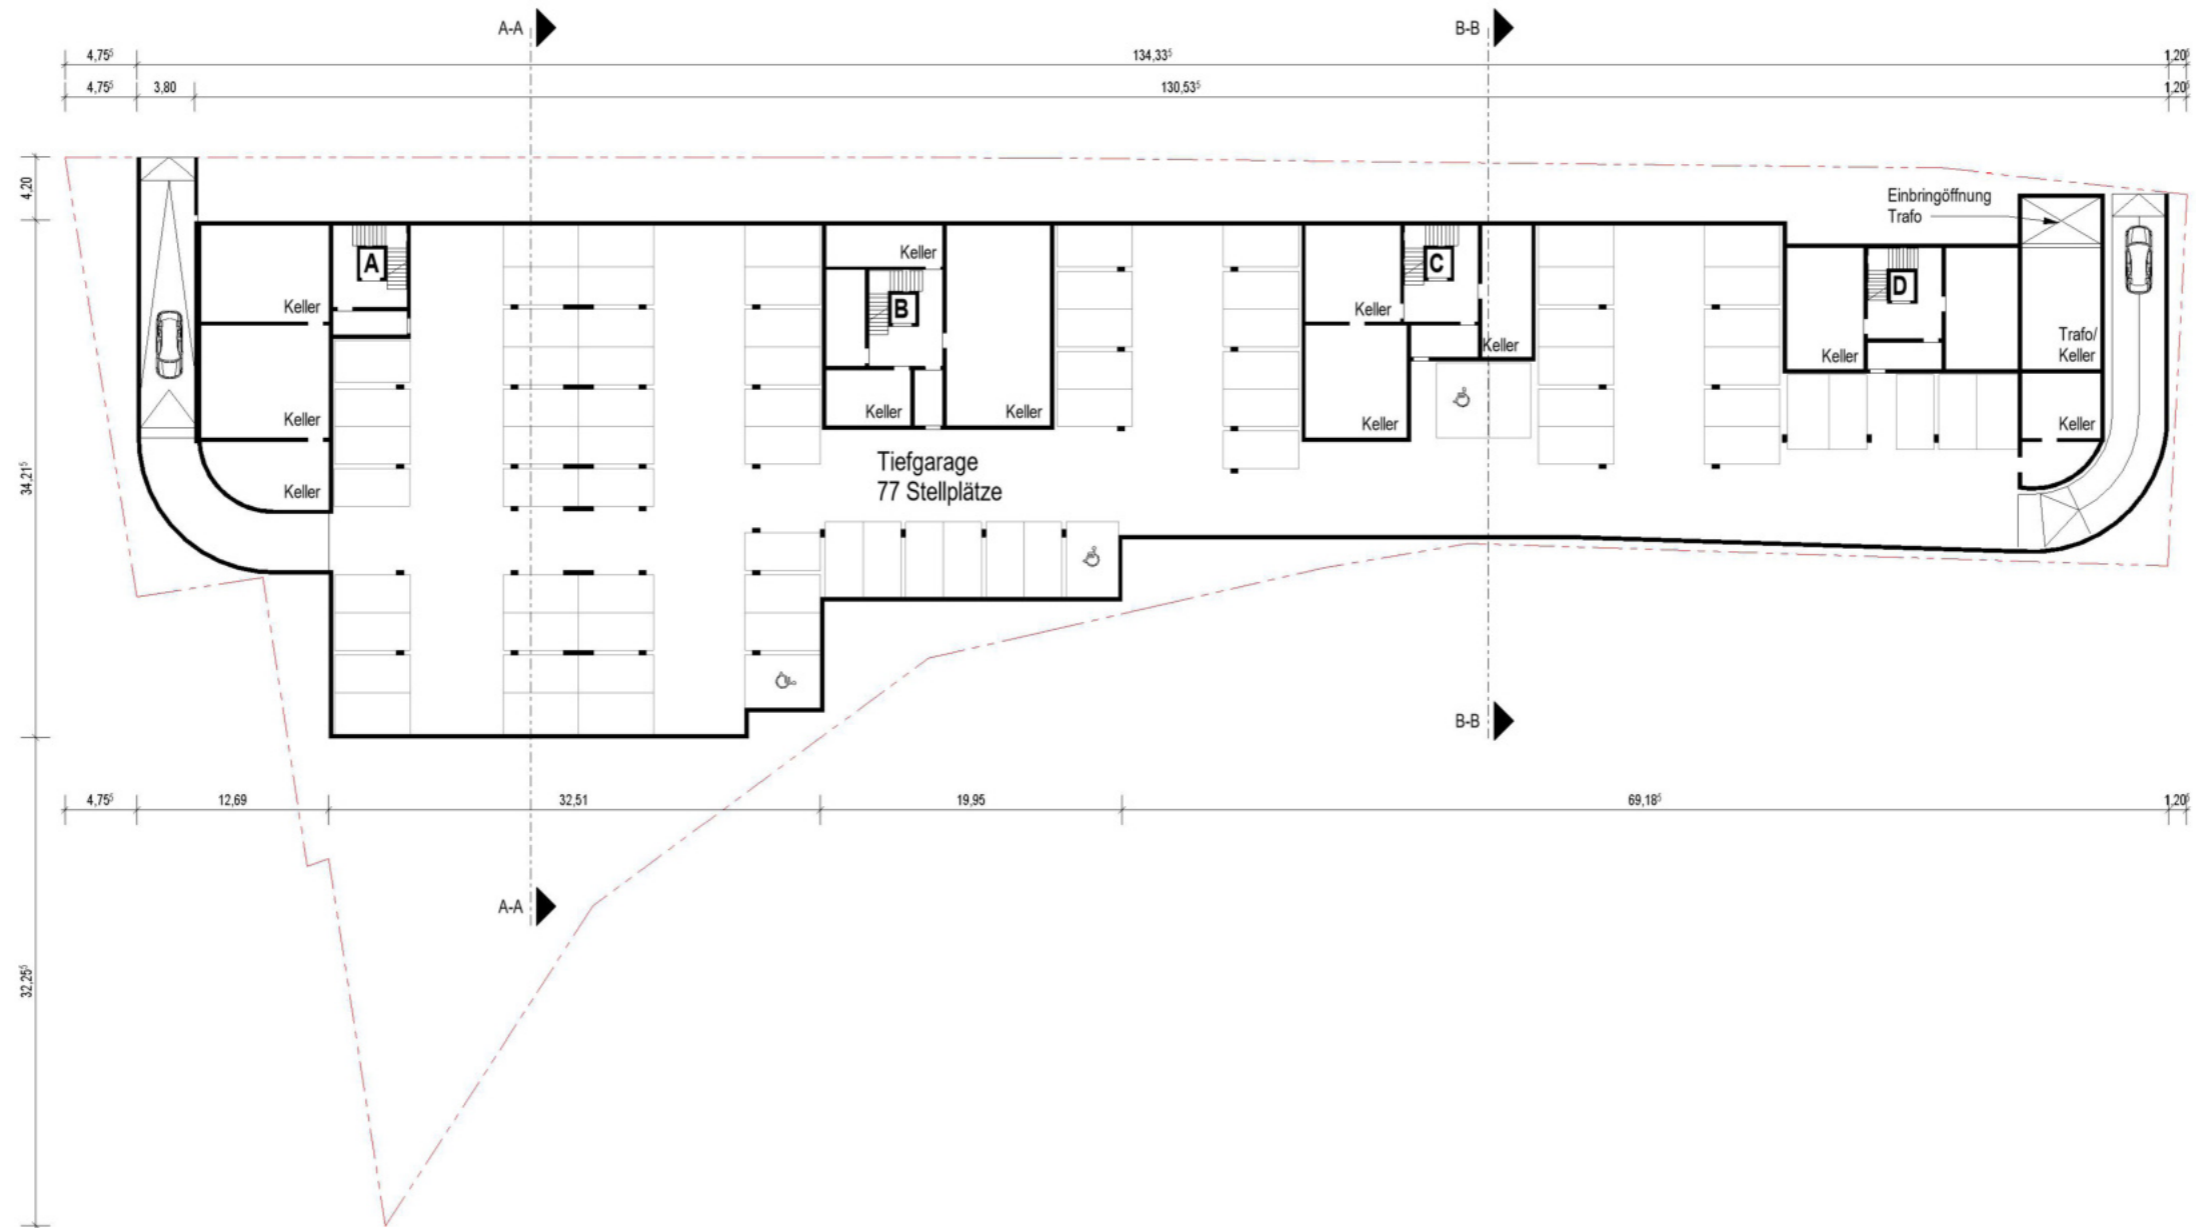 A-A
B-B
4,75⁵
134,33⁵
1,20⁵
4,75⁵
3,80
130,53⁵
1,20⁵
4,20
34,21⁵
32,25⁵
Einbringöffnung
Trafo
A
B
C
D
Keller
Keller
Keller
Keller
Keller
Keller
Keller
Keller
Keller
Keller
Trafo/
Keller
Keller
Tiefgarage
77 Stellplätze
B-B
4,75⁵
12,69
32,51
19,95
69,18⁵
1,20⁵
A-A